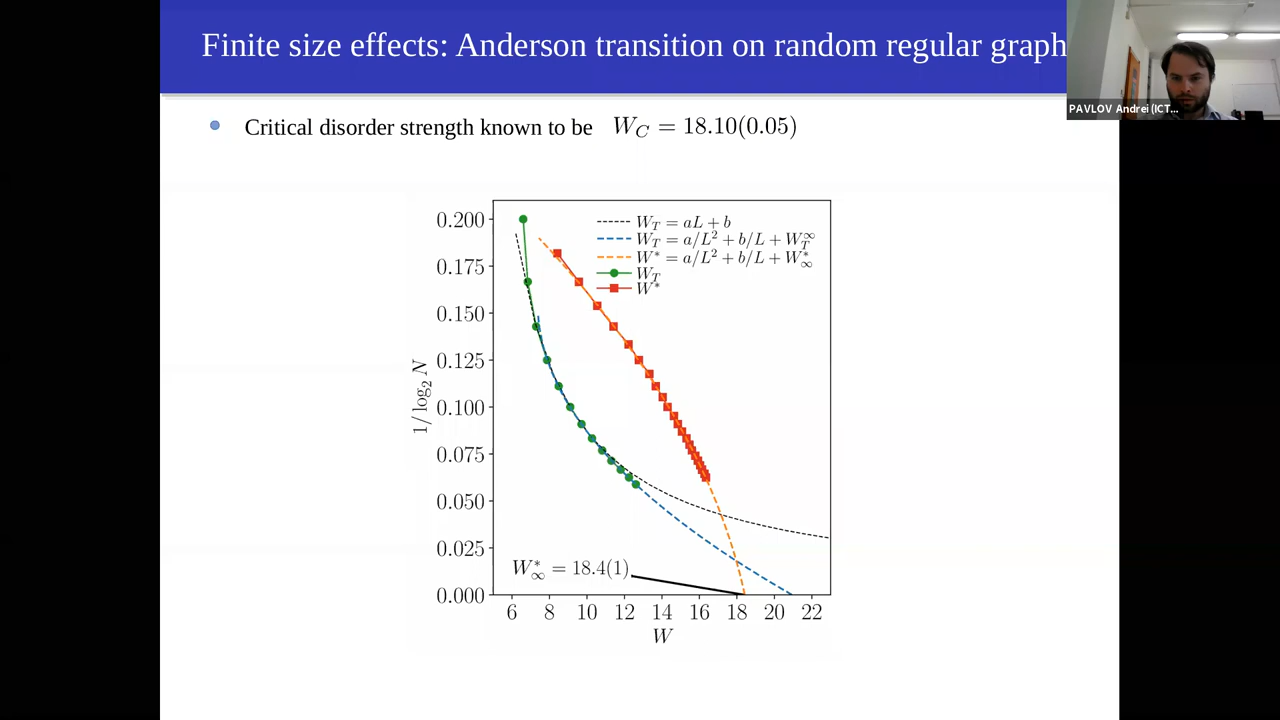 Finite size effects: Anderson transition on random regular graph
PAVLOV Andrei (ICT...
Critical disorder strength known to be W_C = 18.10(0.05)
W_T = aL + b
W_T = a/L^2 + b/L + W_T^∞
W^* = a/L^2 + b/L + W_∞^*
W_T
W^*
1/ log_2 N
0.200
0.175
0.150
0.125
0.100
0.075
0.050
0.025
0.000
W_∞^* = 18.4(1)
6 8 10 12 14 16 18 20 22
W